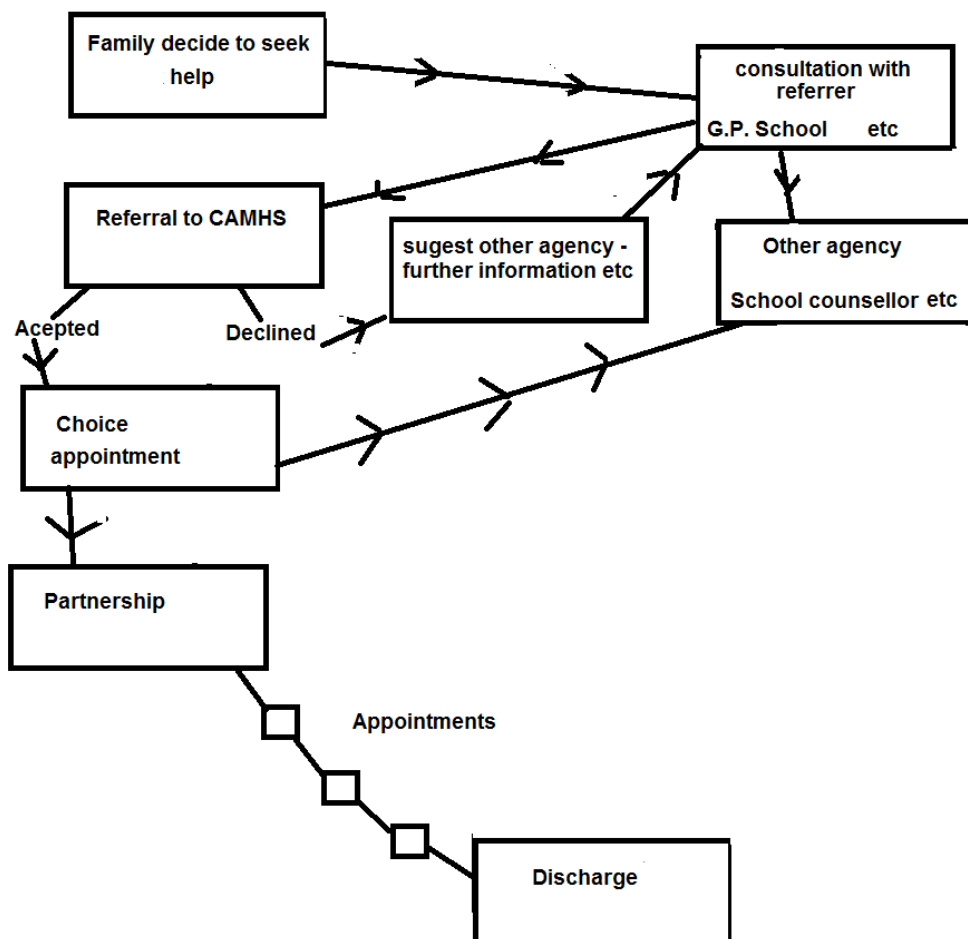 Family decide to seek
help
consultation with
referrer
G.P. School etc
Referral to CAMHS
sugest other agency -
further information etc
Other agency
School counsellor etc
Acepted
Declined
Choice
appointment
Partnership
Appointments
Discharge